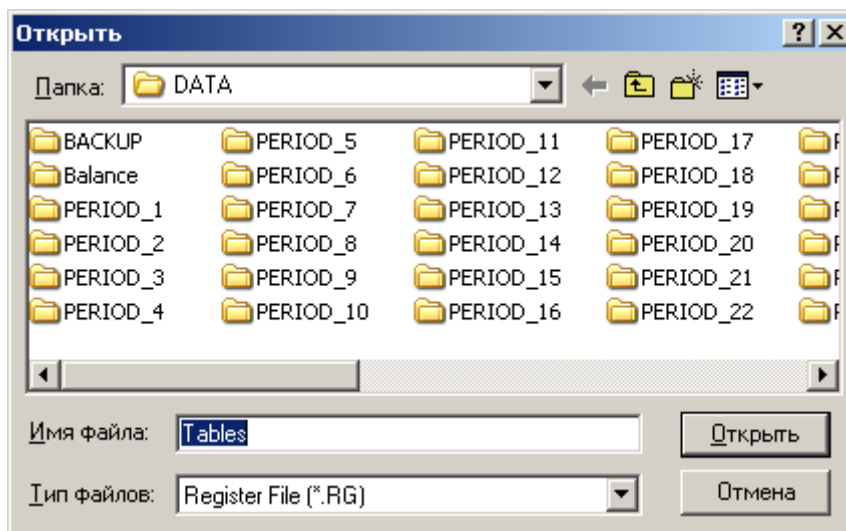 Открыть
Папка: DATA
BACKUP PERIOD_5 PERIOD_11 PERIOD_17
Balance PERIOD_6 PERIOD_12 PERIOD_18
PERIOD_1 PERIOD_7 PERIOD_13 PERIOD_19
PERIOD_2 PERIOD_8 PERIOD_14 PERIOD_20
PERIOD_3 PERIOD_9 PERIOD_15 PERIOD_21
PERIOD_4 PERIOD_10 PERIOD_16 PERIOD_22
Имя файла: Tables Открыть
Тип файлов: Register File (*.RG) Отмена